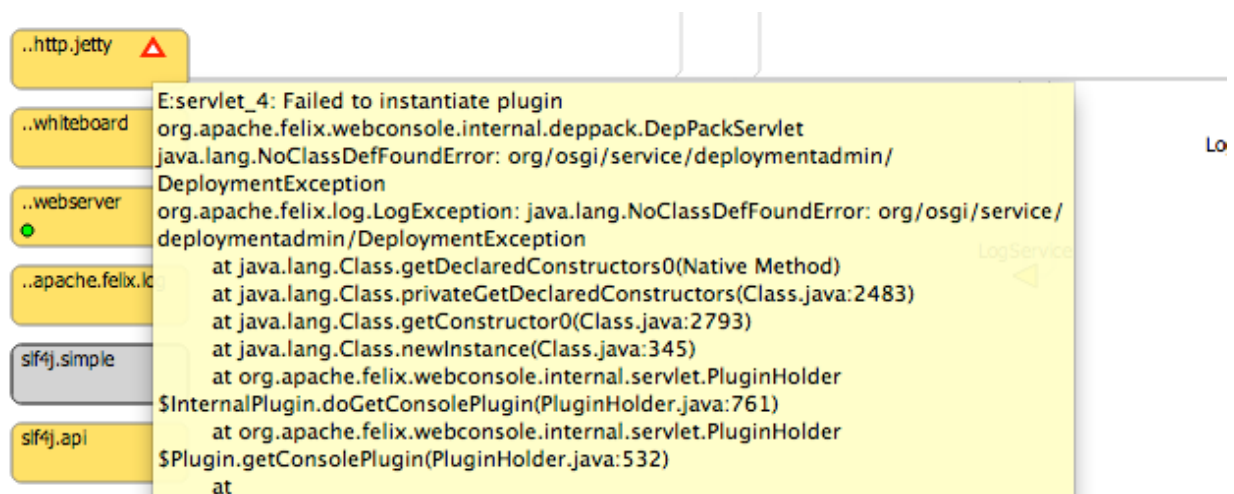 ..http.jetty
E:servlet_4: Failed to instantiate plugin
..whiteboard
org.apache.felix.webconsole.internal.deppack.DepPackServlet
java.lang.NoClassDefFoundError: org/osgi/service/deploymentadmin/
DeploymentException
..webserver
org.apache.felix.log.LogException: java.lang.NoClassDefFoundError: org/osgi/service/
deploymentadmin/DeploymentException
LogService
..apache.felix.log
at java.lang.Class.getDeclaredConstructors0(Native Method)
at java.lang.Class.privateGetDeclaredConstructors(Class.java:2483)
at java.lang.Class.getConstructor0(Class.java:2793)
slf4j.simple
at java.lang.Class.newInstance(Class.java:345)
at org.apache.felix.webconsole.internal.servlet.PluginHolder
$InternalPlugin.doGetConsolePlugin(PluginHolder.java:761)
slf4j.api
at org.apache.felix.webconsole.internal.servlet.PluginHolder
$Plugin.getConsolePlugin(PluginHolder.java:532)
at